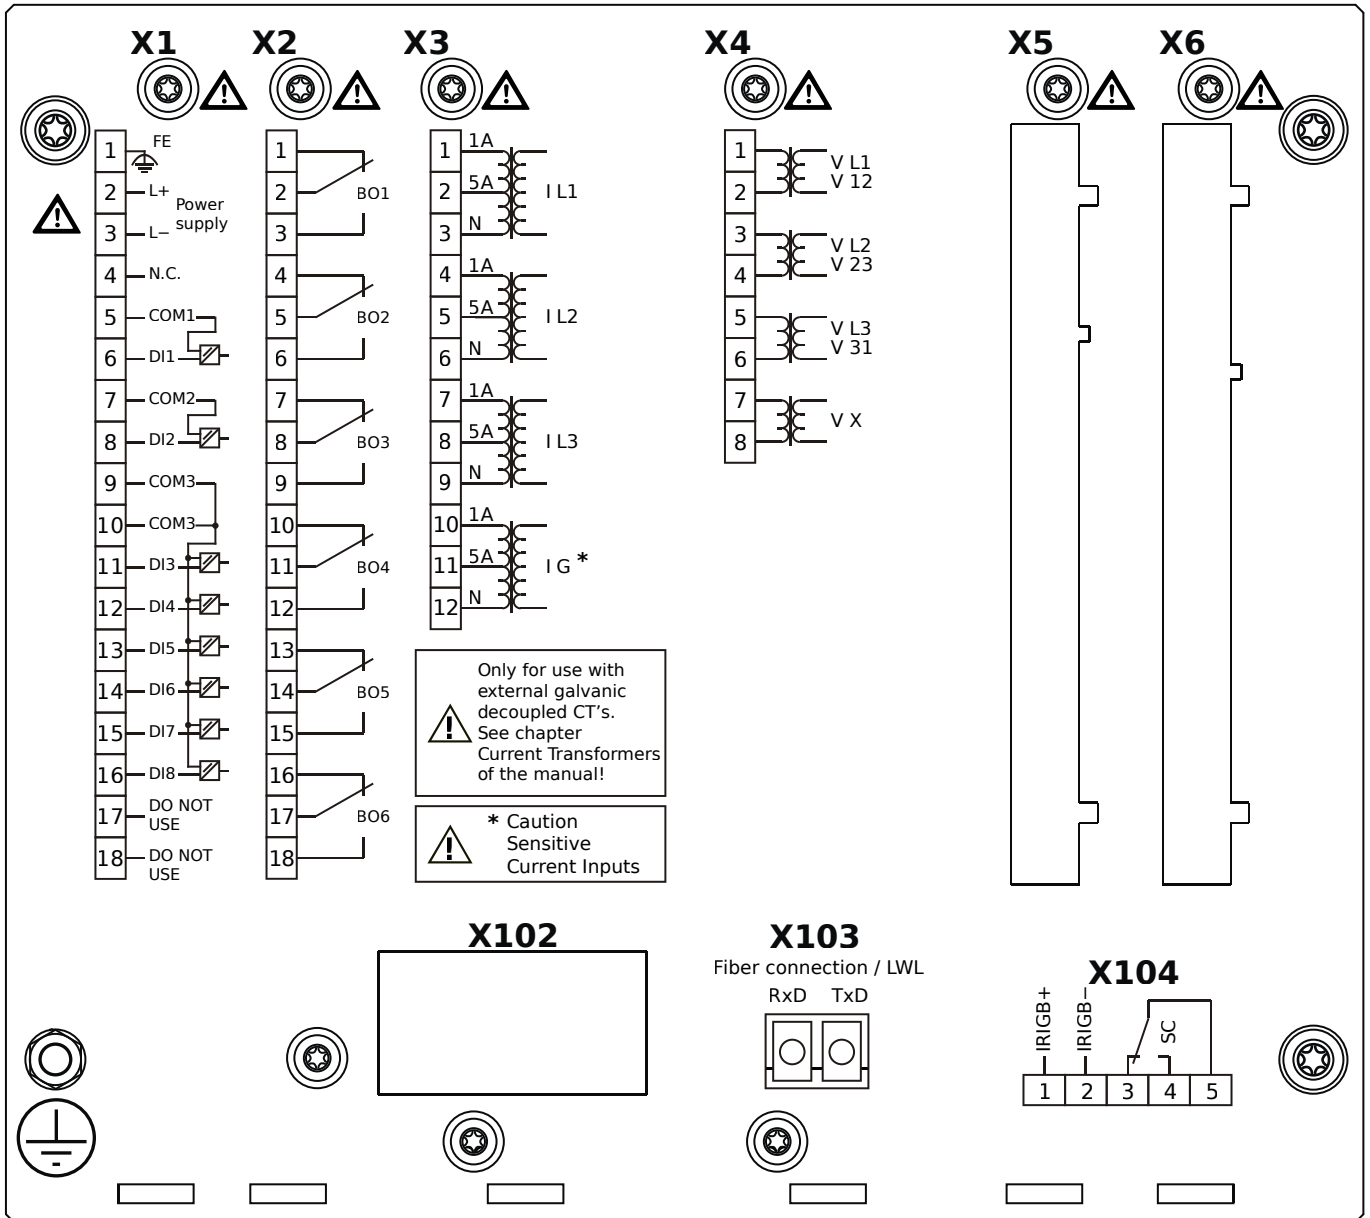 X1
X2
X3
X4
X5
X6
1
FE
2
L+
Power
supply
3
L−
4
N.C.
5
COM1
6
DI1
7
COM2
8
DI2
9
COM3
10
COM3
11
DI3
12
DI4
13
DI5
14
DI6
15
DI7
16
DI8
17
DO NOT
USE
18
DO NOT
USE
1
2
BO1
3
4
5
BO2
6
7
8
BO3
9
10
11
BO4
12
13
14
BO5
15
16
17
BO6
18
1
1A
2
5A
I L1
3
N
4
1A
5
5A
I L2
6
N
7
1A
8
5A
I L3
9
N
10
1A
11
5A
I G *
12
N
1
V L1
2
V 12
3
V L2
4
V 23
5
V L3
6
V 31
7
V X
8
Only for use with
external galvanic
decoupled CT's.
See chapter
Current Transformers
of the manual!
* Caution
Sensitive
Current Inputs
X102
X103
Fiber connection / LWL
RxD TxD
X104
IRIGB+
IRIGB−
SC
1 2 3 4 5